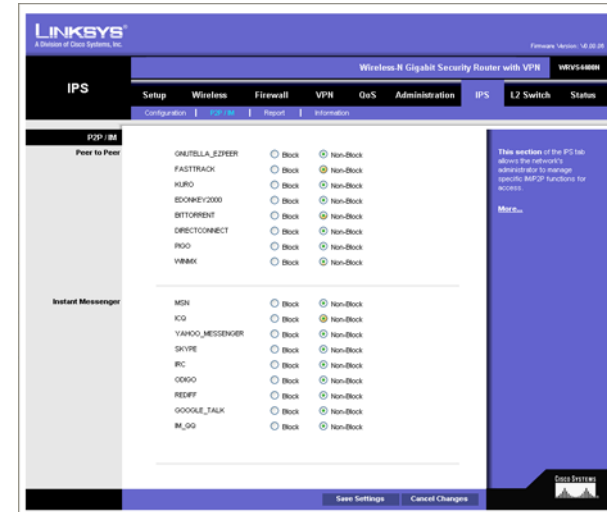 LINKSYS®
A Division of Cisco Systems, Inc.
Firmware Version: V0.00.05
Wireless-N Gigabit Security Router with VPN WRVS4400N
IPS
Setup Wireless Firewall VPN QoS Administration IPS L2 Switch Status
Configuration | P2P / IM | Report | Information
P2P / IM
Peer to Peer
GNUTELLA_EZPEER Block Non-Block
FASTTRACK Block Non-Block
KURO Block Non-Block
EDONKEY2000 Block Non-Block
BITTORRENT Block Non-Block
DIRECTCONNECT Block Non-Block
PIGO Block Non-Block
WINMX Block Non-Block
Instant Messenger
MSN Block Non-Block
ICQ Block Non-Block
YAHOO_MESSENGER Block Non-Block
SKYPE Block Non-Block
IRC Block Non-Block
ODIGO Block Non-Block
REDIFF Block Non-Block
GOOGLE_TALK Block Non-Block
IM_QQ Block Non-Block
This section of the IPS tab
allows the network's
administrator to manage
specific IM/P2P functions for
access.
More...
Save Settings Cancel Changes
Cisco Systems